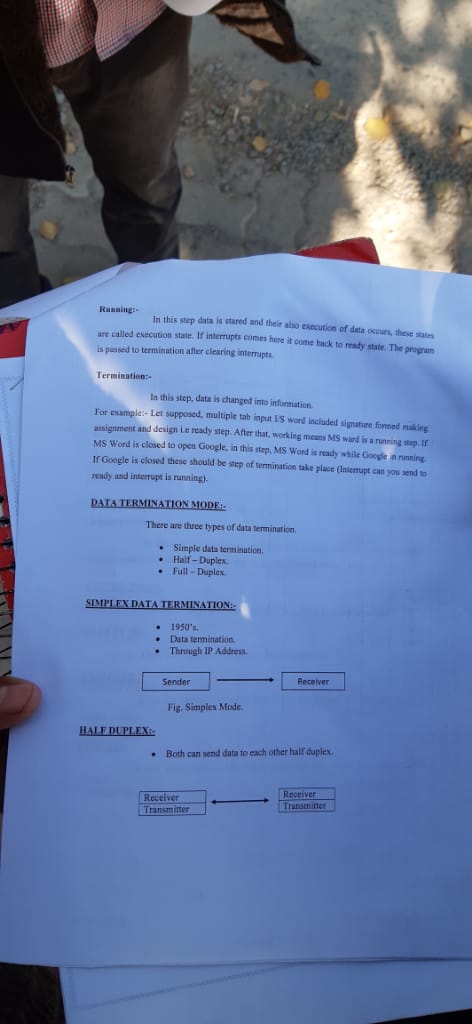 Running:-
In this step data is stared and their also execution of data occurs, these states
are called execution state. If interrupts comes here it come back to ready state. The program
is passed to termination after clearing interrupts.
Termination:-
In this step, data is changed into information.
For example:- Let supposed, multiple tab input I/S word included signature formed making
assignment and design i.e ready step. After that, working means MS ward is a running step. If
MS Word is closed to open Google, in this step, MS Word is ready while Google in running.
If Google is closed these should be step of termination take place (Interrupt can you send to
ready and interrupt is running).
DATA TERMINATION MODE:-
There are three types of data termination.
• Simple data termination.
• Half – Duplex.
• Full – Duplex.
SIMPLEX DATA TERMINATION:-
• 1950's.
• Data termination.
• Through IP Address.
Sender Receiver
Fig. Simplex Mode.
HALF DUPLEX:-
• Both can send data to each other half duplex.
Receiver Receiver
Transmitter Transmitter